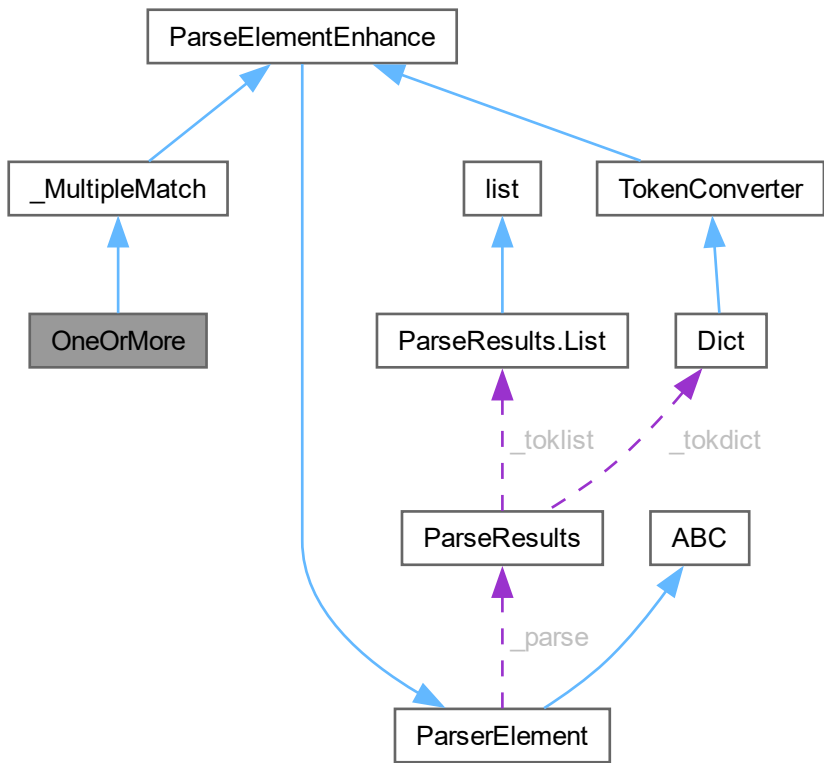 ParseElementEnhance
_MultipleMatch
list
TokenConverter
OneOrMore
ParseResults.List
Dict
_toklist
_tokdict
ParseResults
ABC
_parse
ParserElement